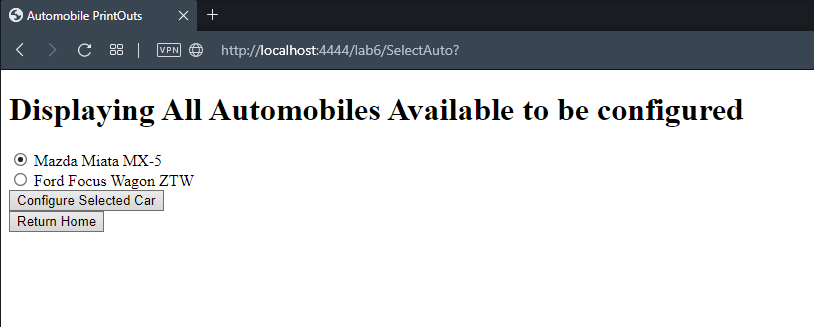 Automobile PrintOuts
VPN http://localhost:4444/lab6/SelectAuto?
Displaying All Automobiles Available to be configured
Mazda Miata MX-5
Ford Focus Wagon ZTW
Configure Selected Car
Return Home